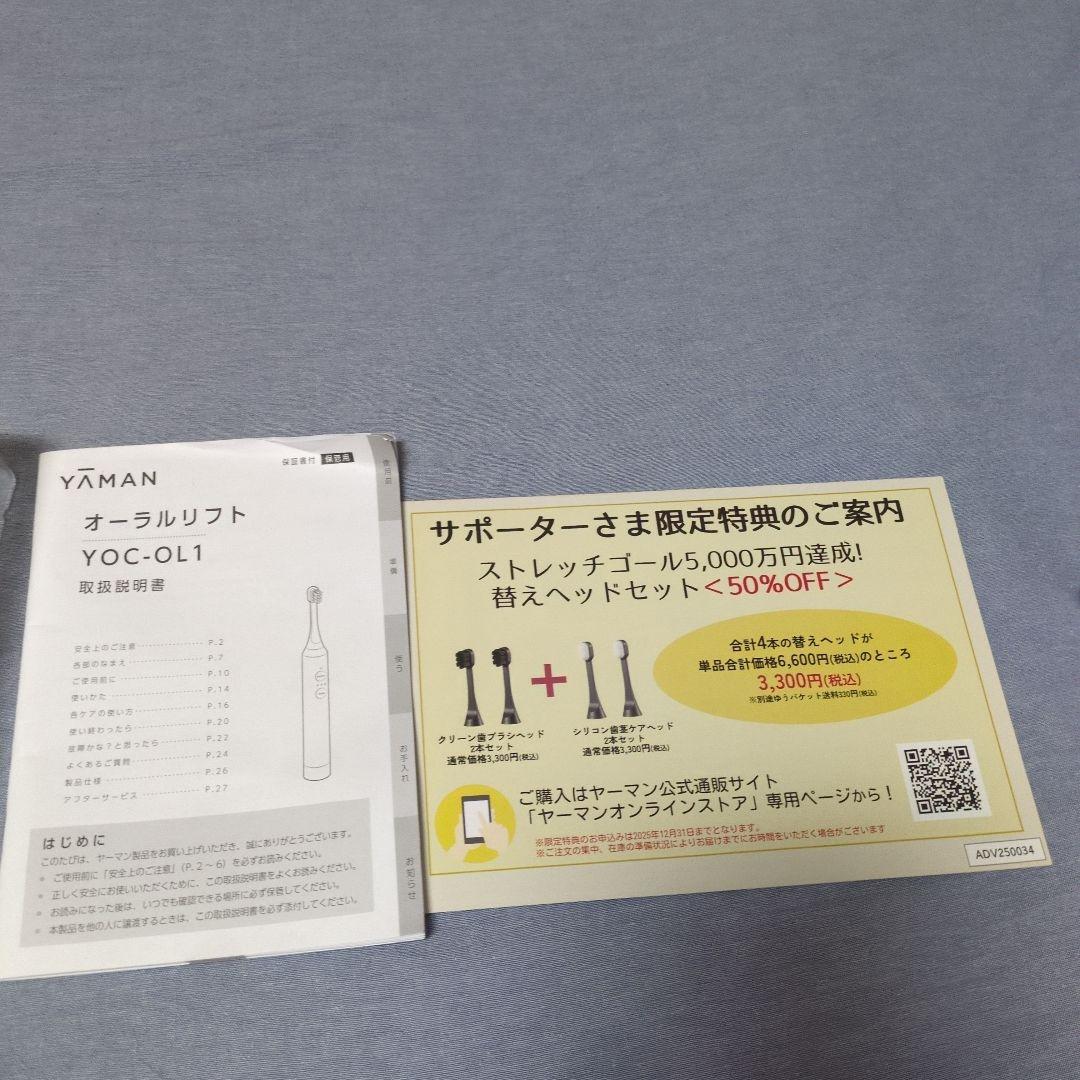 YĀMAN
保証書付 保管用
オーラルリフト
YOC-OL1
取扱説明書
安全上のご注意 P.2
各部のなまえ P.7
ご使用前に P.10
使いかた P.14
各ケアの使い方 P.16
使い終わったら P.20
故障かな?と思ったら P.22
よくあるご質問 P.24
製品仕様 P.26
アフターサービス P.27
はじめに
このたびは、ヤーマン製品をお買い上げいただき、誠にありがとうございます。
● ご使用前に「安全上のご注意」(P.2～6)を必ずお読みください。
● 正しく安全にお使いいただくために、この取扱説明書をよくお読みください。
● お読みになった後は、いつでも確認できる場所に必ず保管してください。
● 本製品を他の人に譲渡するときは、この取扱説明書を必ず添付してください。
準備
使う
お手入れ
お知らせ
サポーターさま限定特典のご案内
ストレッチゴール5,000万円達成!
替えヘッドセット＜50%OFF＞
合計4本の替えヘッドが
単品合計価格6,600円(税込)のところ
3,300円(税込)
※別途ゆうパケット送料330円(税込)
+
クリーン歯ブラシヘッド
2本セット
通常価格3,300円(税込)
シリコン歯茎ケアヘッド
2本セット
通常価格3,300円(税込)
ご購入はヤーマン公式通販サイト
「ヤーマンオンラインストア」専用ページから！
※限定特典のお申込みは2025年12月31日までとなります。
※ご注文の集中、在庫の準備状況によりお届けまでにお時間をいただく場合がございます
ADV250034